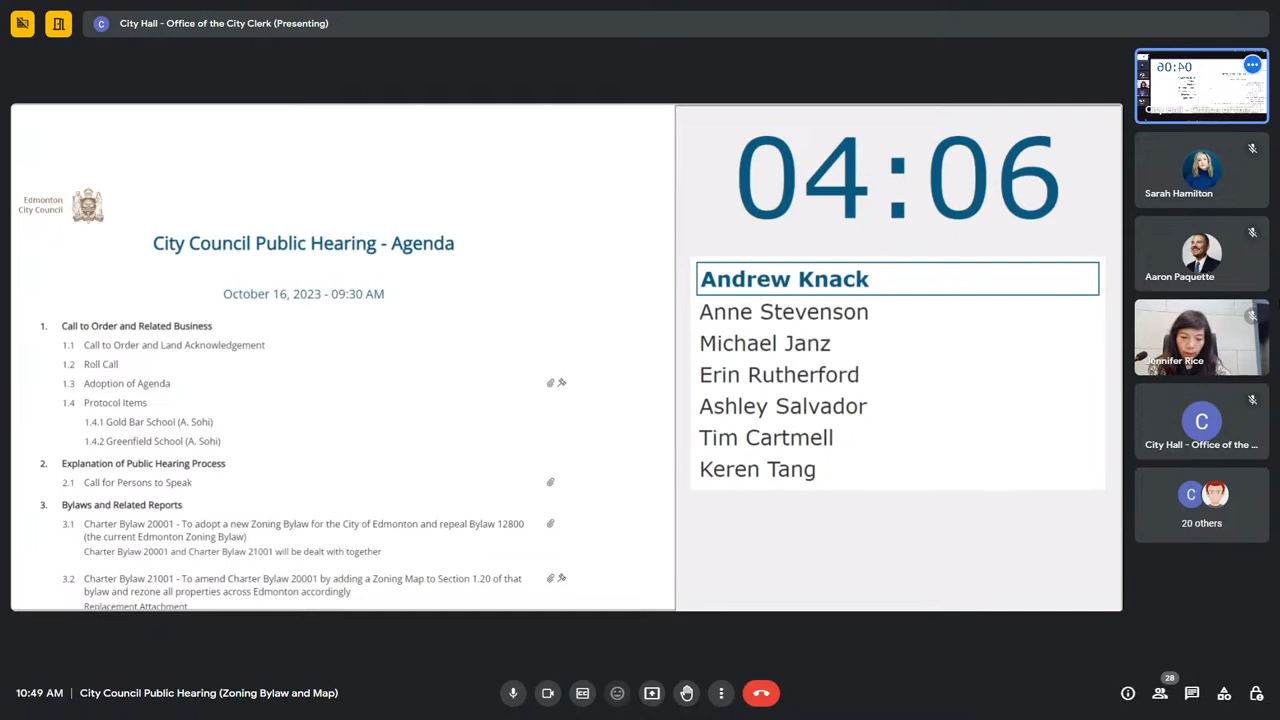 City Hall - Office of the City Clerk (Presenting)
Edmonton
City Council
City Council Public Hearing - Agenda
October 16, 2023 - 09:30 AM
1. Call to Order and Related Business
1.1 Call to Order and Land Acknowledgement
1.2 Roll Call
1.3 Adoption of Agenda
1.4 Protocol Items
1.4.1 Gold Bar School (A. Sohi)
1.4.2 Greenfield School (A. Sohi)
2. Explanation of Public Hearing Process
2.1 Call for Persons to Speak
3. Bylaws and Related Reports
3.1 Charter Bylaw 20001 - To adopt a new Zoning Bylaw for the City of Edmonton and repeal Bylaw 12800
(the current Edmonton Zoning Bylaw)
Charter Bylaw 20001 and Charter Bylaw 21001 will be dealt with together
3.2 Charter Bylaw 21001 - To amend Charter Bylaw 20001 by adding a Zoning Map to Section 1.20 of that
bylaw and rezone all properties across Edmonton accordingly
Replacement Attachment
04:06
Andrew Knack
Anne Stevenson
Michael Janz
Erin Rutherford
Ashley Salvador
Tim Cartmell
Keren Tang
04:06
Sarah Hamilton
Aaron Paquette
Jennifer Rice
C
City Hall - Office of the ...
C
20 others
10:49 AM | City Council Public Hearing (Zoning Bylaw and Map)
28